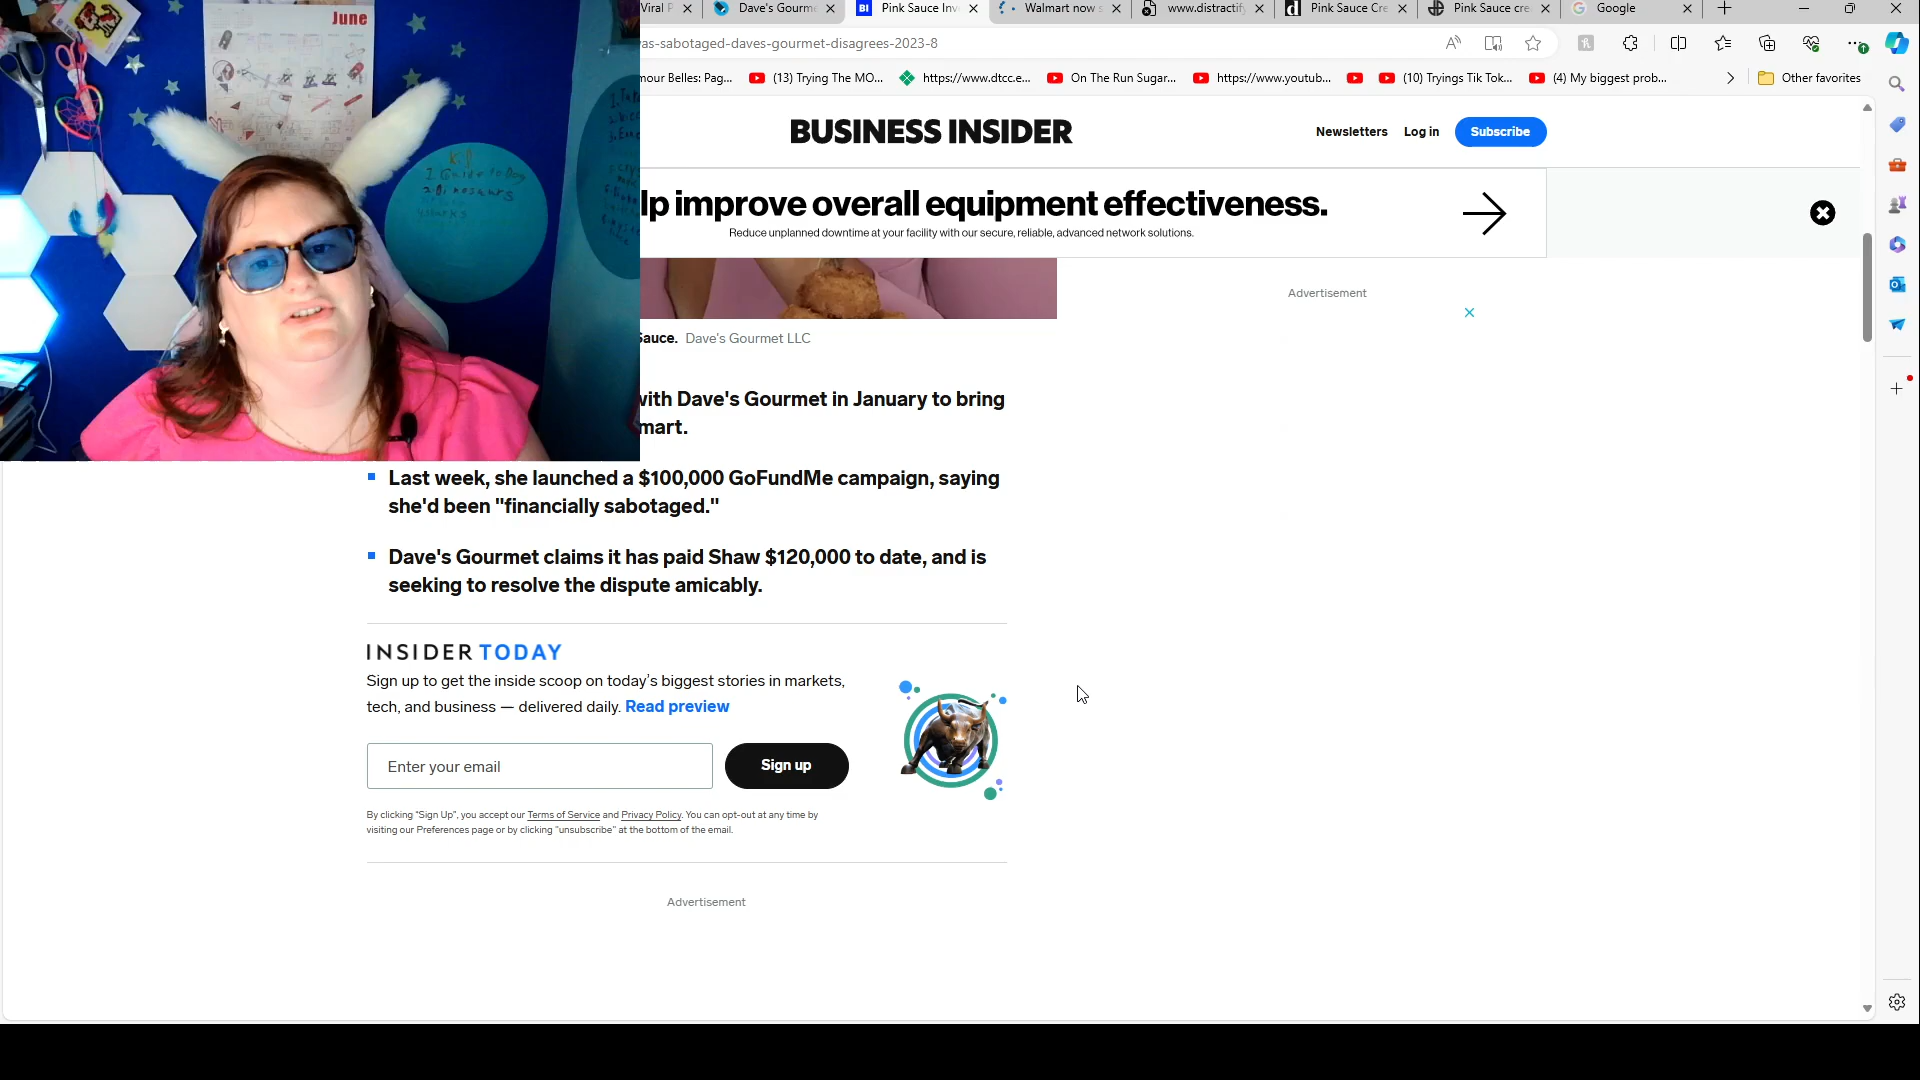 June
Viral P
Dave's Gourme
BI Pink Sauce Inv
Walmart now s
www.distractify
Pink Sauce Cre
Pink Sauce crea
Google
as-sabotaged-daves-gourmet-disagrees-2023-8
mour Belles: Pag...
(13) Trying The MO...
https://www.dtcc.e...
On The Run Sugar...
https://www.youtub...
(10) Tryings Tik Tok...
(4) My biggest prob...
Other favorites
BUSINESS INSIDER
Newsletters
Log in
Subscribe
lp improve overall equipment effectiveness.
Reduce unplanned downtime at your facility with our secure, reliable, advanced network solutions.
Advertisement
Sauce. Dave's Gourmet LLC
with Dave's Gourmet in January to bring
mart.
Last week, she launched a $100,000 GoFundMe campaign, saying
she'd been "financially sabotaged."
Dave's Gourmet claims it has paid Shaw $120,000 to date, and is
seeking to resolve the dispute amicably.
INSIDER TODAY
Sign up to get the inside scoop on today's biggest stories in markets,
tech, and business — delivered daily. Read preview
Enter your email
Sign up
By clicking "Sign Up", you accept our Terms of Service and Privacy Policy. You can opt-out at any time by
visiting our Preferences page or by clicking "unsubscribe" at the bottom of the email.
Advertisement